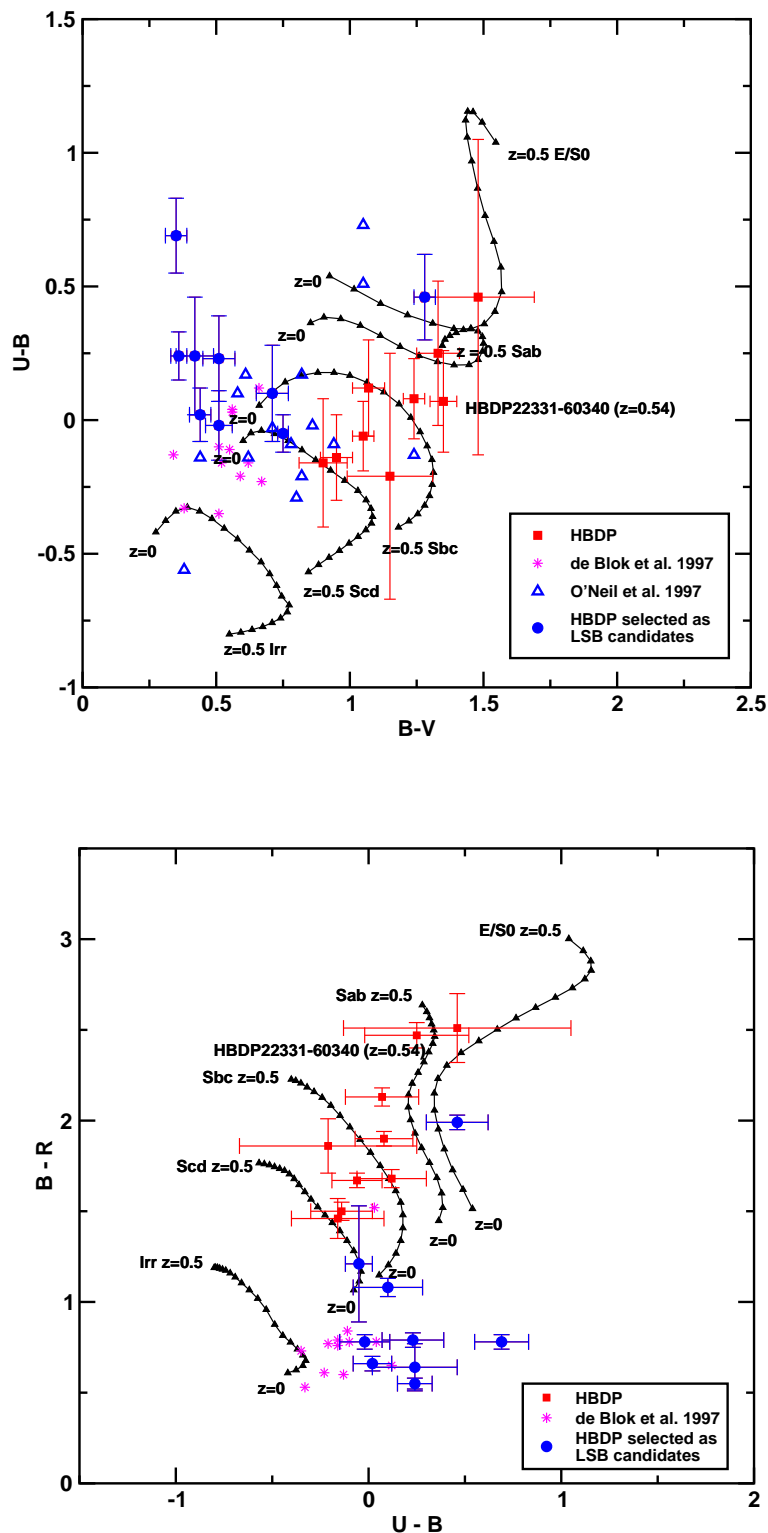 1.5
1
0.5
0
-0.5
-1
U-B
z=0.5 E/S0
z=0
z=0
z = 0.5 Sab
z=0
HBDP22331-60340 (z=0.54)
z=0
z=0
z=0.5 Sbc
z=0.5 Scd
z=0.5 Irr
HBDP
de Blok et al. 1997
O'Neil et al. 1997
HBDP selected as
LSB candidates
0
0.5
1
1.5
2
2.5
B-V
3
2
1
0
B - R
E/S0 z=0.5
Sab z=0.5
HBDP22331-60340 (z=0.54)
Sbc z=0.5
Scd z=0.5
Irr z=0.5
z=0
z=0
z=0
z=0
z=0
HBDP
de Blok et al. 1997
HBDP selected as
LSB candidates
-1
0
1
2
U - B